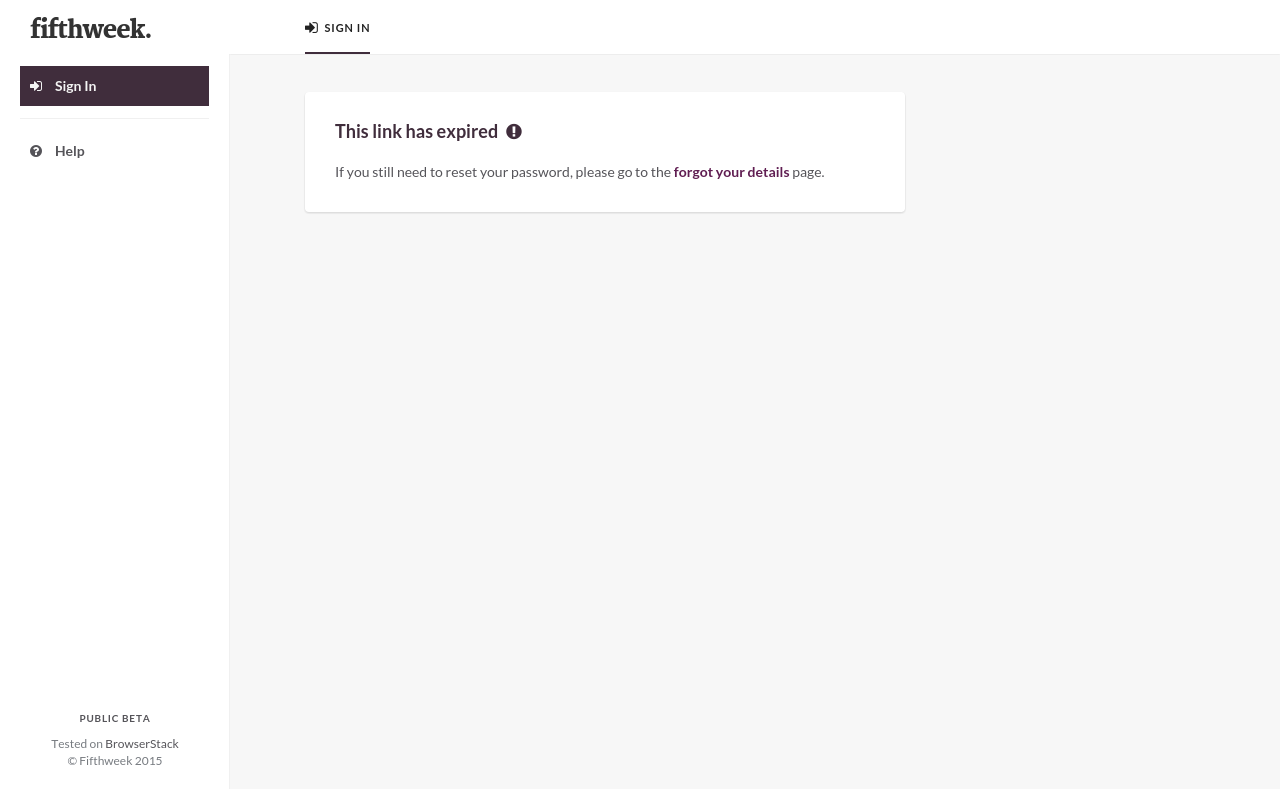 fifthweek.
SIGN IN
Sign In
Help
This link has expired
If you still need to reset your password, please go to the forgot your details page.
PUBLIC BETA
Tested on BrowserStack
© Fifthweek 2015